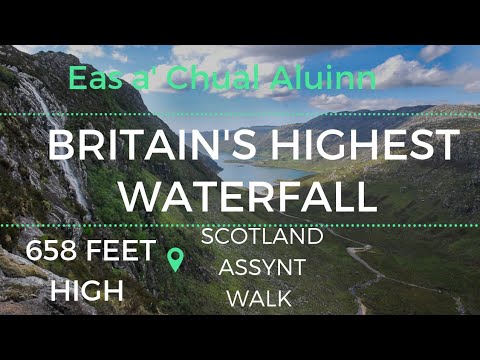 Eas a' Chual Aluinn
BRITAIN'S HIGHEST
WATERFALL
658 FEET
HIGH
SCOTLAND
ASSYNT
WALK